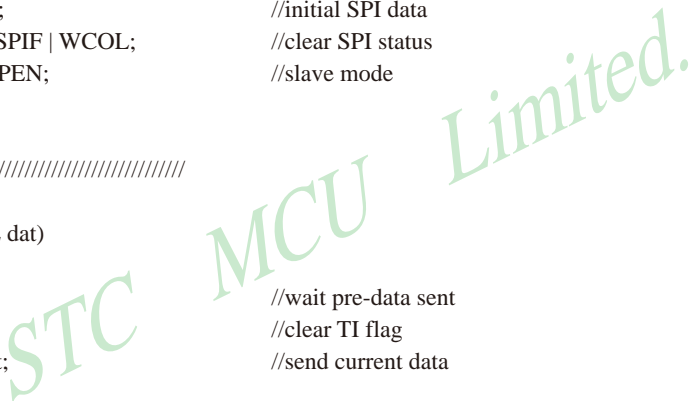 ; //initial SPI data
SPIF | WCOL; //clear SPI status
PEN; //slave mode
////////////////////////////
dat)
//wait pre-data sent
//clear TI flag
; //send current data
STC MCU Limited.